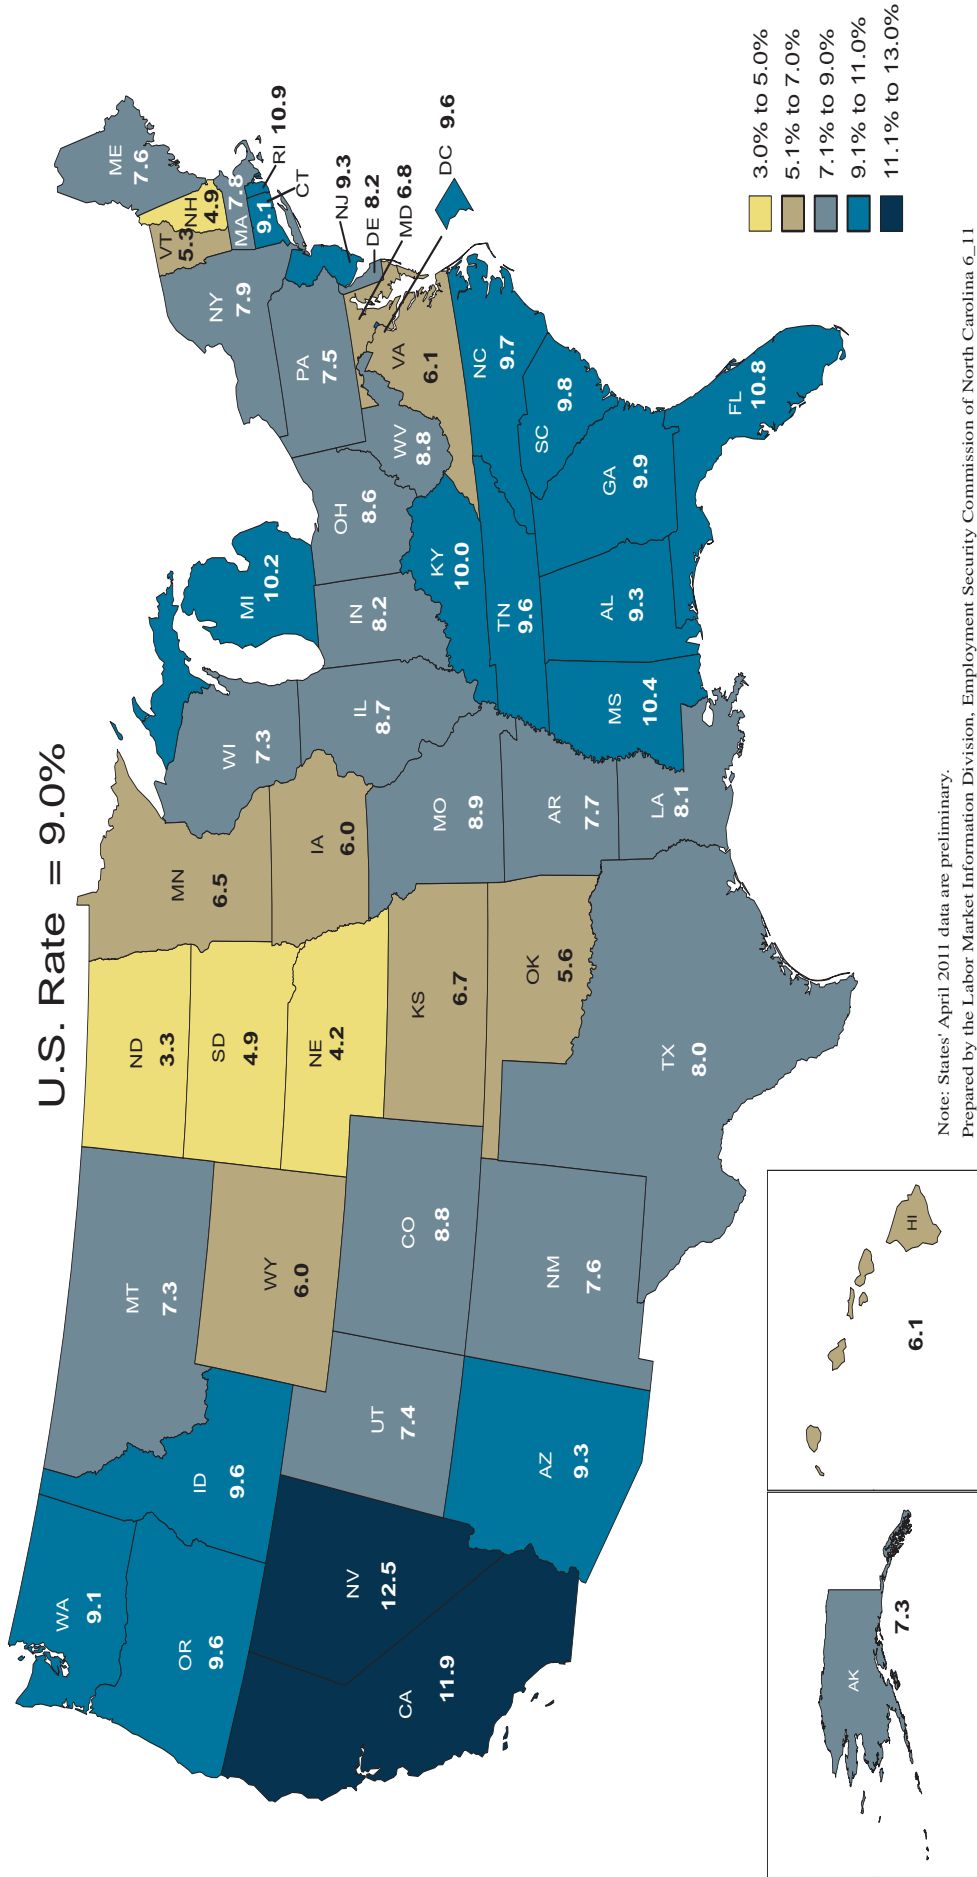 U.S. Rate = 9.0%
WA
9.1
OR
9.6
CA
11.9
NV
12.5
ID
9.6
MT
7.3
WY
6.0
UT
7.4
AZ
9.3
CO
8.8
NM
7.6
ND
3.3
SD
4.9
NE
4.2
KS
6.7
OK
5.6
TX
8.0
MN
6.5
IA
6.0
MO
8.9
AR
7.7
LA
8.1
WI
7.3
IL
8.7
MI
10.2
IN
8.2
OH
8.6
KY
10.0
TN
9.6
MS
10.4
AL
9.3
GA
9.9
FL
10.8
SC
9.8
NC
9.7
VA
6.1
WV
8.8
PA
7.5
NY
7.9
VT
5.3
NH
4.9
ME
7.6
MA 7.8
RI 10.9
9.1
CT
NJ 9.3
DE 8.2
MD 6.8
DC 9.6
AK
7.3
HI
6.1
3.0% to 5.0%
5.1% to 7.0%
7.1% to 9.0%
9.1% to 11.0%
11.1% to 13.0%
Note: States' April 2011 data are preliminary.
Prepared by the Labor Market Information Division, Employment Security Commission of North Carolina 6_11